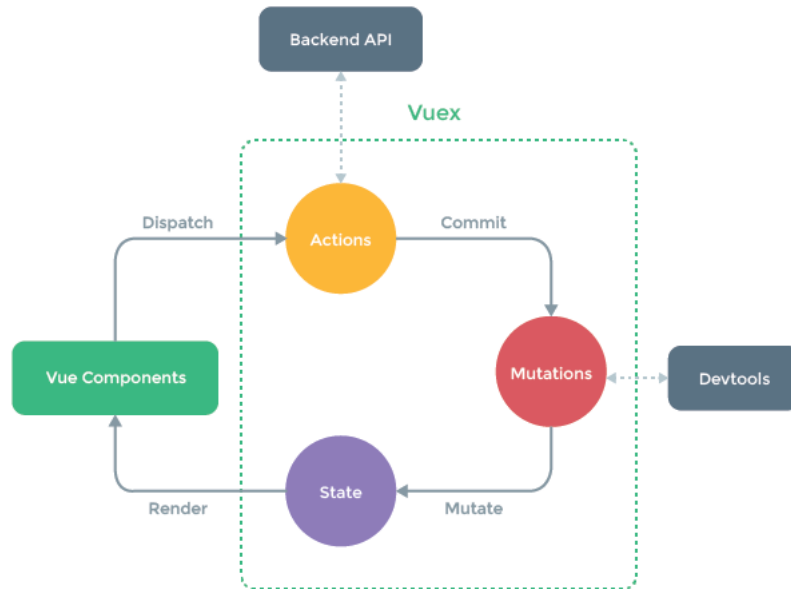 Backend API
Vuex
Dispatch
Actions
Commit
Vue Components
Mutations
Devtools
Render
State
Mutate